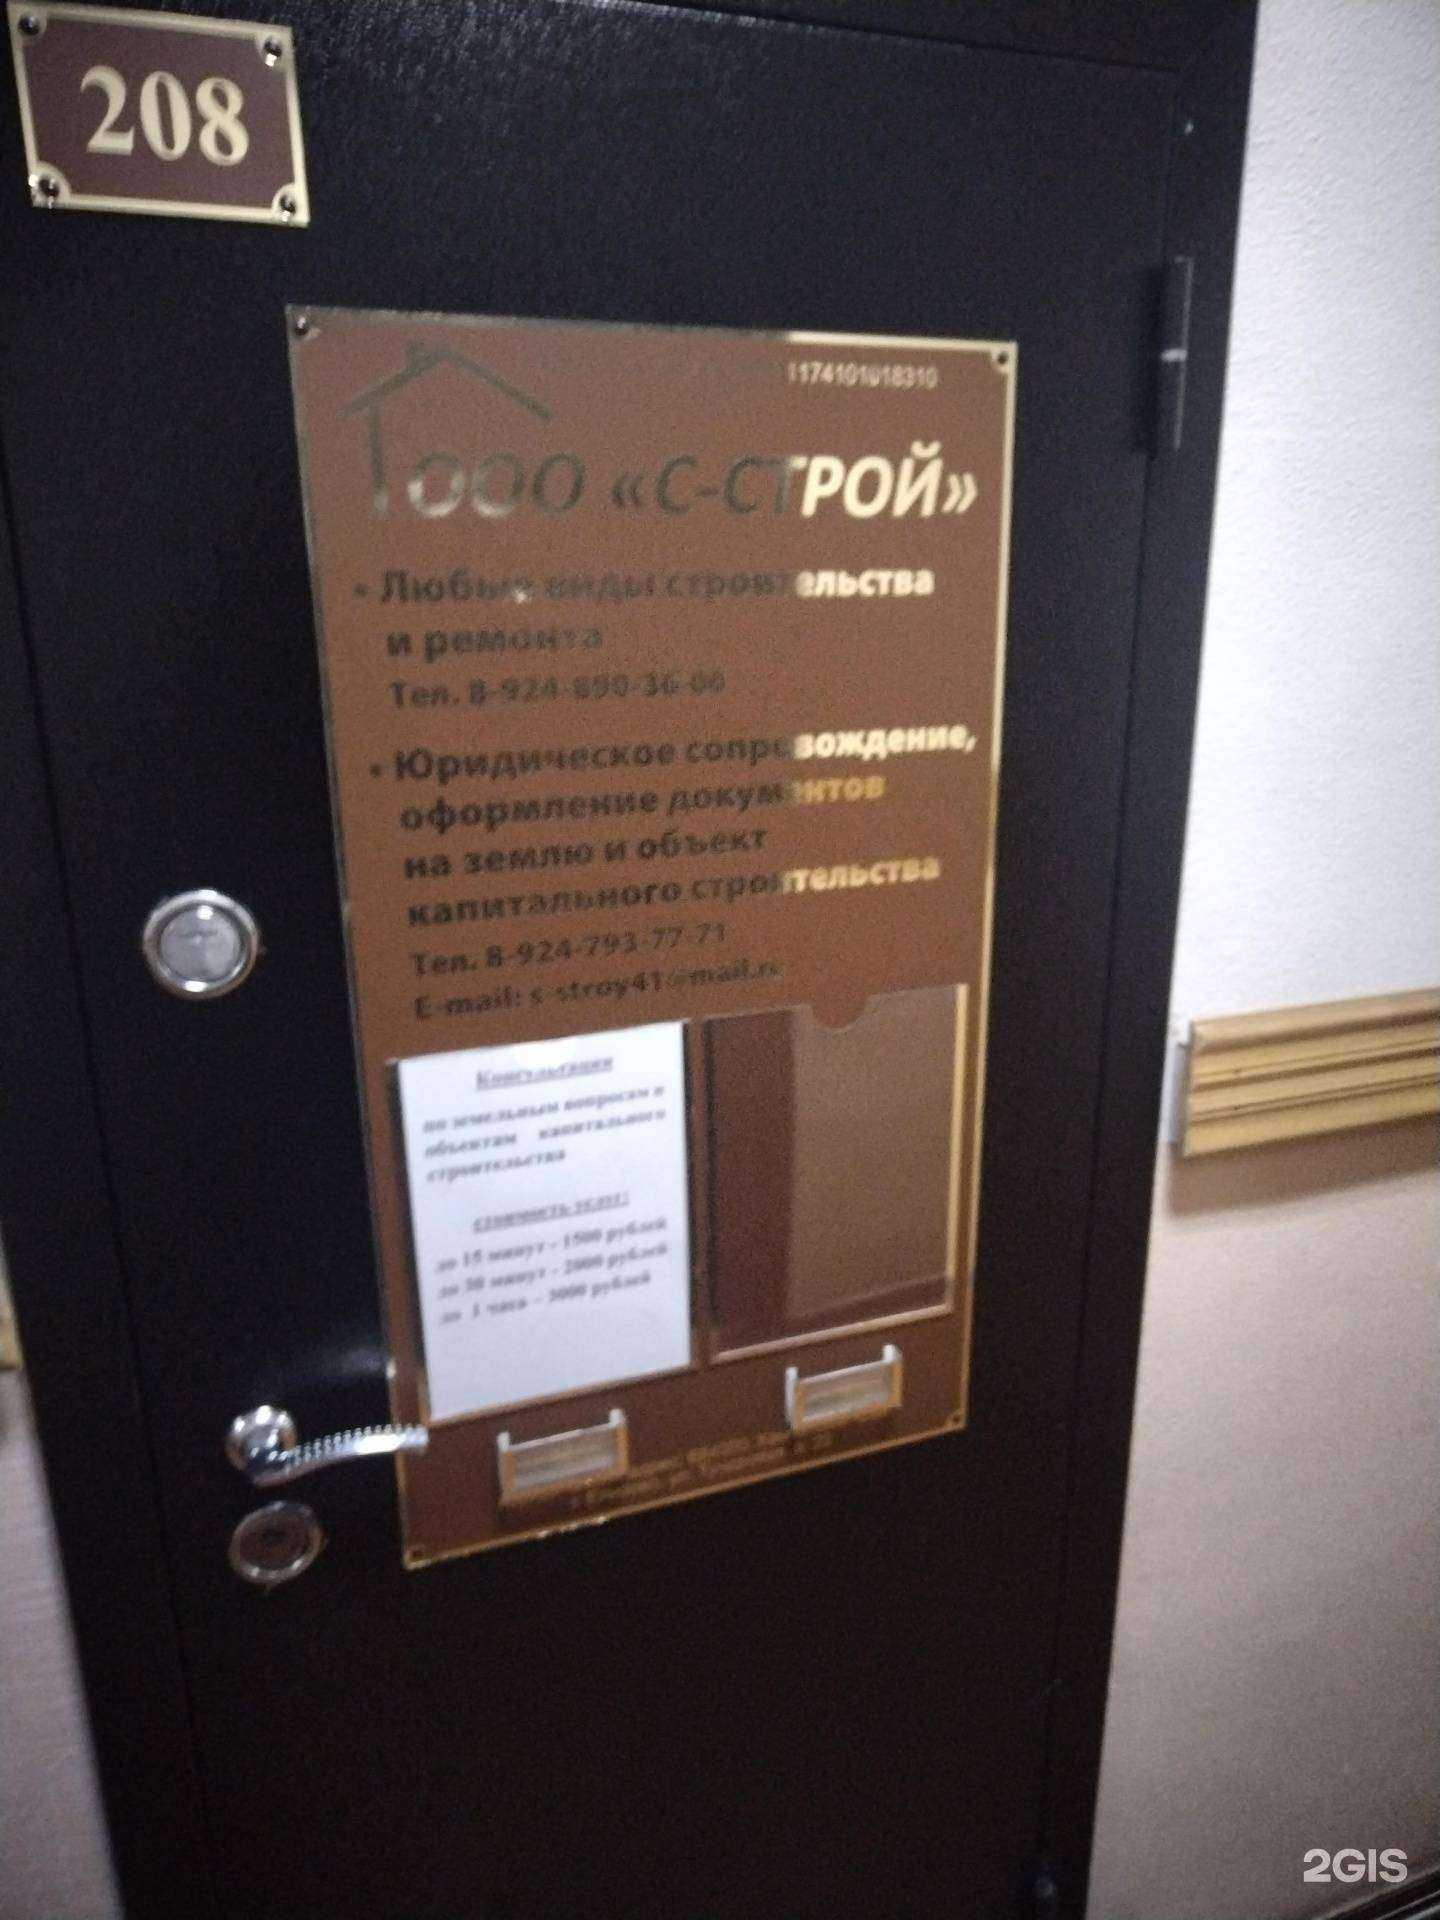 208
1174101018310
ООО «С-СТРОЙ»
• Любые виды строительства
и ремонта
Тел. 8-924-890-36-00
• Юридическое сопровождение,
оформление документов
на землю и объект
капитального строительства
Тел. 8-924-793-77-71
E-mail: s-stroy41@mail.ru
Консультации
по земельным вопросам и
объектам капитального
строительства
стоимость услуг:
до 15 минут - 1500 рублей
до 30 минут - 2000 рублей
до 1 часа - 3000 рублей
2GIS